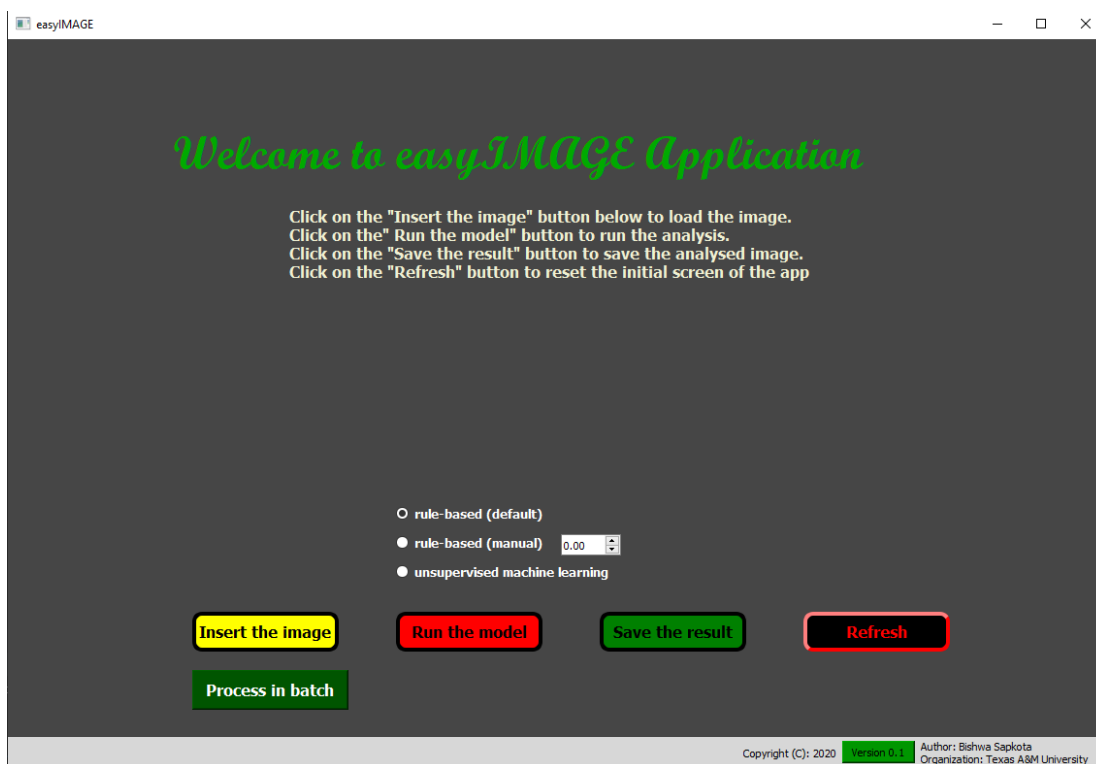 easyIMAGE
Welcome to easyIMAGE Application
Click on the "Insert the image" button below to load the image.
Click on the" Run the model" button to run the analysis.
Click on the "Save the result" button to save the analysed image.
Click on the "Refresh" button to reset the initial screen of the app
rule-based (default)
rule-based (manual) 0.00
unsupervised machine learning
Insert the image Run the model Save the result Refresh
Process in batch
Copyright (C): 2020 Version 0.1 Author: Bishwa Sapkota
Organization: Texas A&M University